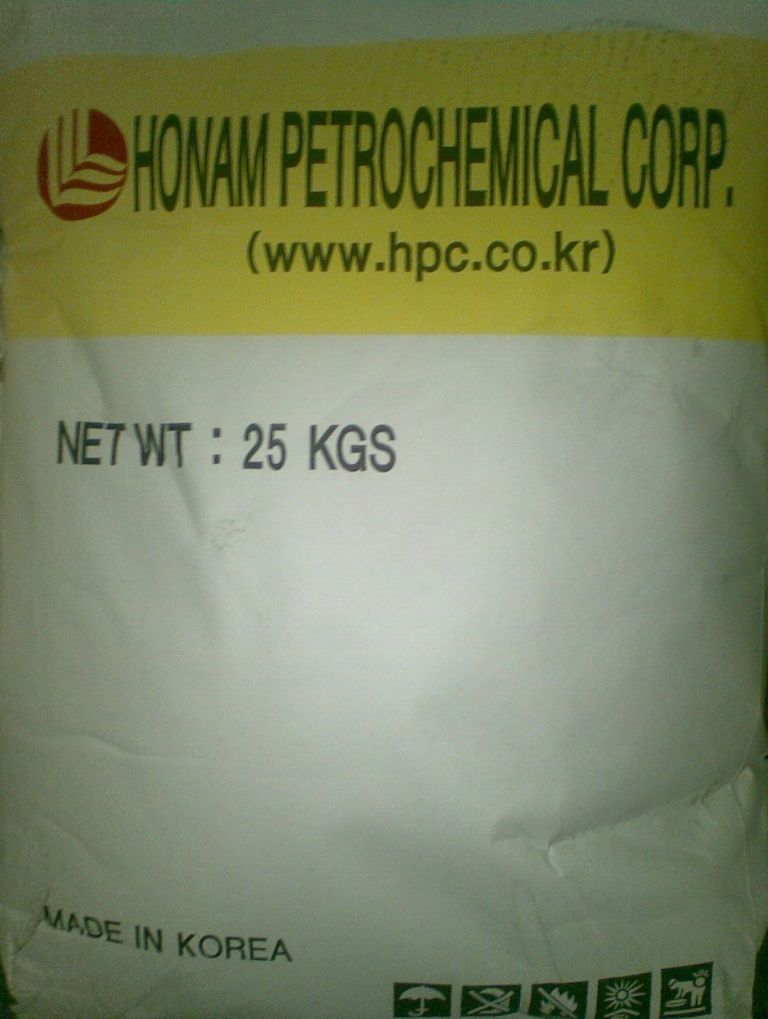 HONAM PETROCHEMICAL CORP.
(www.hpc.co.kr)
NET WT : 25 KGS
MADE IN KOREA